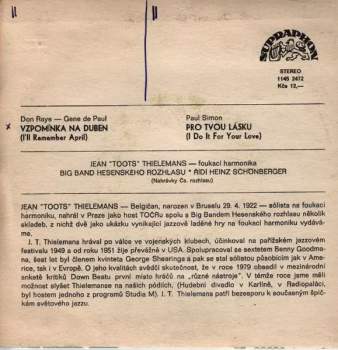 SUPRAPHON
STEREO
1145 2472
Kčs 12,—
Don Raye — Gene de Paul
VZPOMÍNKA NA DUBEN
(I'll Remember April)
Paul Simon
PRO TVOU LÁSKU
(I Do It For Your Love)
JEAN "TOOTS" THIELEMANS — foukací harmonika
BIG BAND HESENSKÉHO ROZHLASU * ŘÍDÍ HEINZ SCHÖNBERGER
(Nahrávky Čs. rozhlasu)
JEAN "TOOTS" THIELEMANS — Belgičan, narozen v Bruselu 29. 4. 1922 — sólista na foukací
harmoniku, nahrál v Praze jako host TOČRu spolu s Big Bandem Hesenského rozhlasu několik
skladeb, z nichž dvě jako ukázku vynikající jazzově laděné hry na foukací harmoniku vydává-
me.
J. T. Thielemans hrával po válce ve vojenských klubech, účinkoval na pařížském jazzovém
festivalu 1949 a od roku 1951 žije převážně v USA. Spolupracoval se sextetem Benny Goodma-
na, šest let byl členem kvinteta George Shearinga a pak se stal sólistou působícím jak v Ame-
rice, tak i v Evropě. O jeho kvalitách svědčí skutečnost, že v roce 1979 obsadil v mezinárodní
anketě kritiků Down Beatu první místo hráčů na „různé nástroje". V témže roce jsme měli
možnost slyšet Thielemanse na našich pódiích, (Hudební divadlo v Karlíně, v Radiopaláci,
byl hostem jednoho z programů Studia M). J. T. Thielemans patří bezesporu k současným špič-
kám světového jazzu.